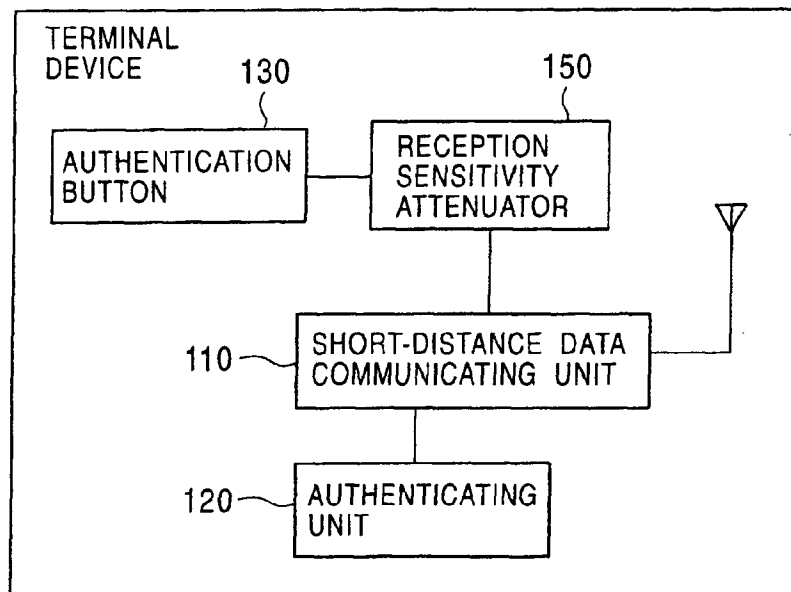 TERMINAL
DEVICE
130
150
AUTHENTICATION
BUTTON
RECEPTION
SENSITIVITY
ATTENUATOR
110
SHORT-DISTANCE DATA
COMMUNICATING UNIT
120
AUTHENTICATING
UNIT